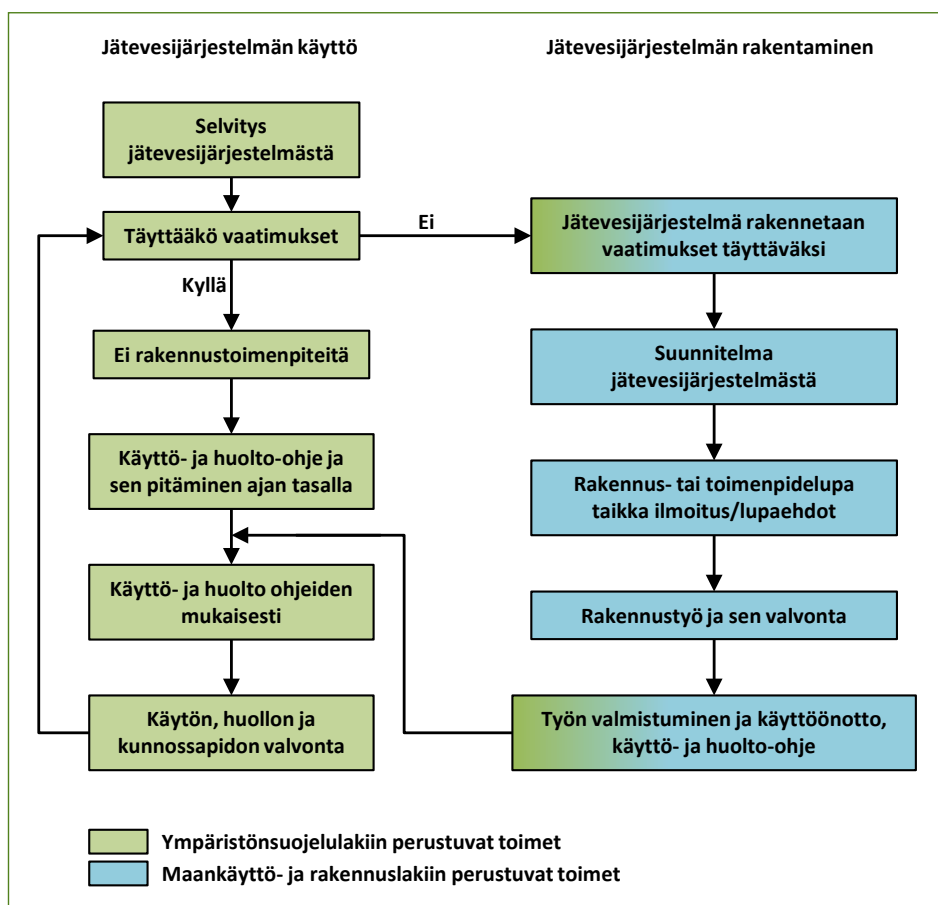 Jätevesijärjestelmän käyttö
Jätevesijärjestelmän rakentaminen
Selvitys
jätevesijärjestelmästä
Täyttääkö vaatimukset
Ei
Jätevesijärjestelmä rakennetaan
vaatimukset täyttäväksi
Kyllä
Ei rakennustoimenpiteitä
Suunnitelma
jätevesijärjestelmästä
Käyttö- ja huolto-ohje ja
sen pitäminen ajan tasalla
Rakennus- tai toimenpidelupa
taikka ilmoitus/lupaehdot
Käyttö- ja huolto ohjeiden
mukaisesti
Rakennustyö ja sen valvonta
Käytön, huollon ja
kunnossapidon valvonta
Työn valmistuminen ja käyttöönotto,
käyttö- ja huolto-ohje
Ympäristönsuojelulakiin perustuvat toimet
Maankäyttö- ja rakennuslakiin perustuvat toimet